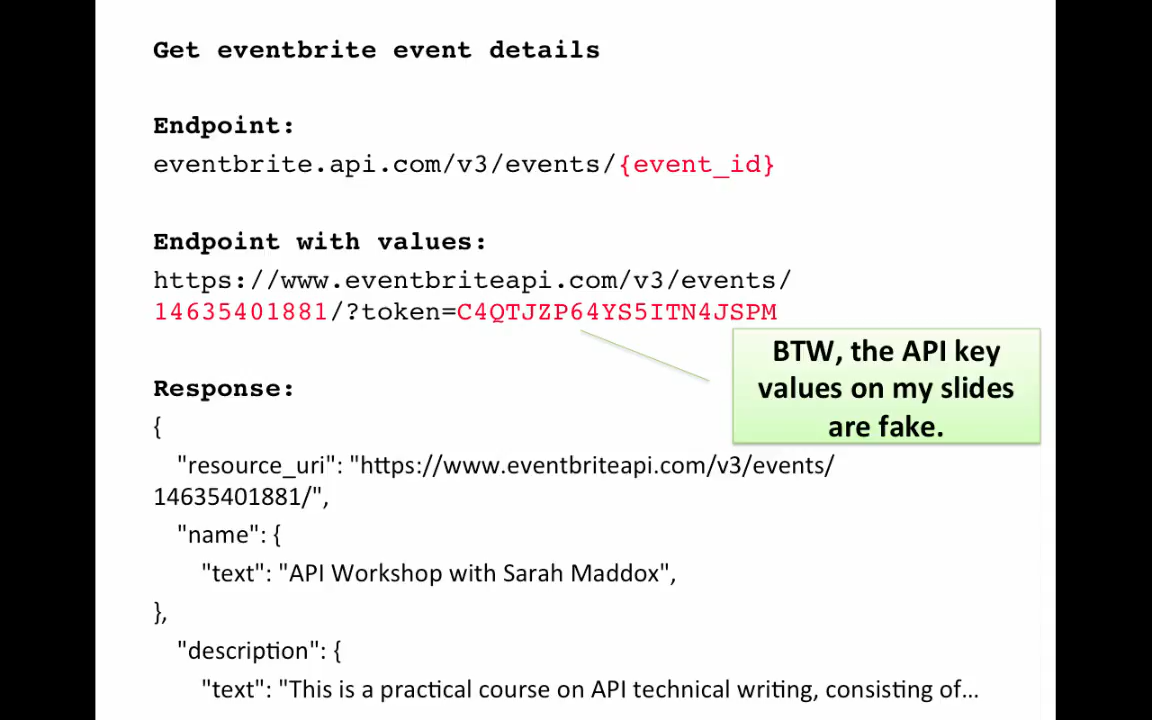 Get eventbrite event details
Endpoint:
eventbrite.api.com/v3/events/{event_id}
Endpoint with values:
https://www.eventbriteapi.com/v3/events/
14635401881/?token=C4QTJZP64YS5ITN4JSPM
BTW, the API key
values on my slides
are fake.
Response:
{
"resource_uri": "https://www.eventbriteapi.com/v3/events/
14635401881/",
"name": {
"text": "API Workshop with Sarah Maddox",
},
"description": {
"text": "This is a practical course on API technical writing, consisting of...